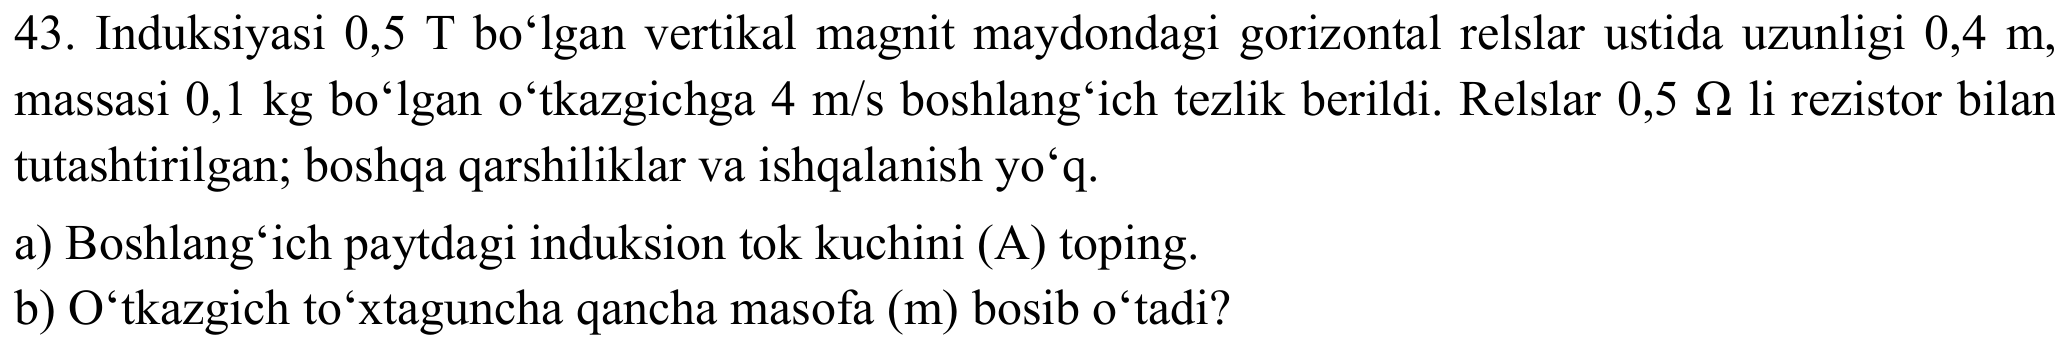 43. Induksiyasi 0,5 T bo‘lgan vertikal magnit maydondagi gorizontal relslar ustida uzunligi 0,4 m,
massasi 0,1 kg bo‘lgan o‘tkazgichga 4 m/s boshlang‘ich tezlik berildi. Relslar 0,5 Ω li rezistor bilan
tutashtirilgan; boshqa qarshiliklar va ishqalanish yo‘q.
a) Boshlang‘ich paytdagi induksion tok kuchini (A) toping.
b) O‘tkazgich to‘xtaguncha qancha masofa (m) bosib o‘tadi?